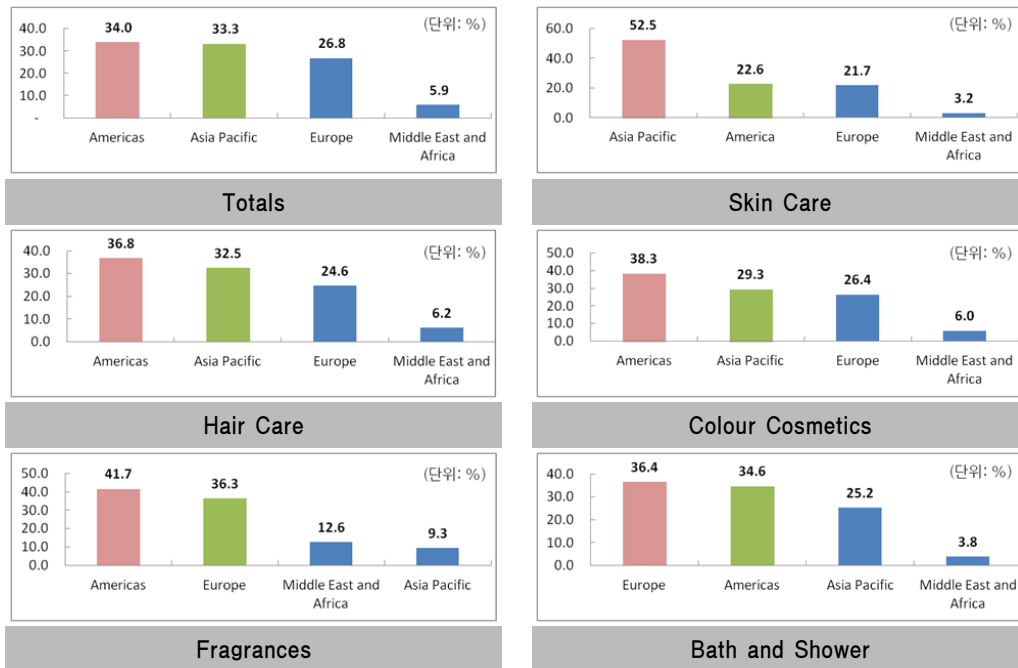 (단위: %)
40.0
30.0
20.0
10.0
-
34.0
33.3
26.8
5.9
Americas
Asia Pacific
Europe
Middle East and
Africa
Totals
(단위: %)
60.0
40.0
20.0
0.0
52.5
22.6
21.7
3.2
Asia Pacific
America
Europe
Middle East and
Africa
Skin Care
(단위: %)
40.0
30.0
20.0
10.0
0.0
36.8
32.5
24.6
6.2
Americas
Asia Pacific
Europe
Middle East and
Africa
Hair Care
(단위: %)
50.0
40.0
30.0
20.0
10.0
0.0
38.3
29.3
26.4
6.0
Americas
Asia Pacific
Europe
Middle East and
Africa
Colour Cosmetics
(단위: %)
50.0
40.0
30.0
20.0
10.0
0.0
41.7
36.3
12.6
9.3
Americas
Europe
Middle East and
Africa
Asia Pacific
Fragrances
(단위: %)
40.0
30.0
20.0
10.0
0.0
36.4
34.6
25.2
3.8
Europe
Americas
Asia Pacific
Middle East and
Africa
Bath and Shower